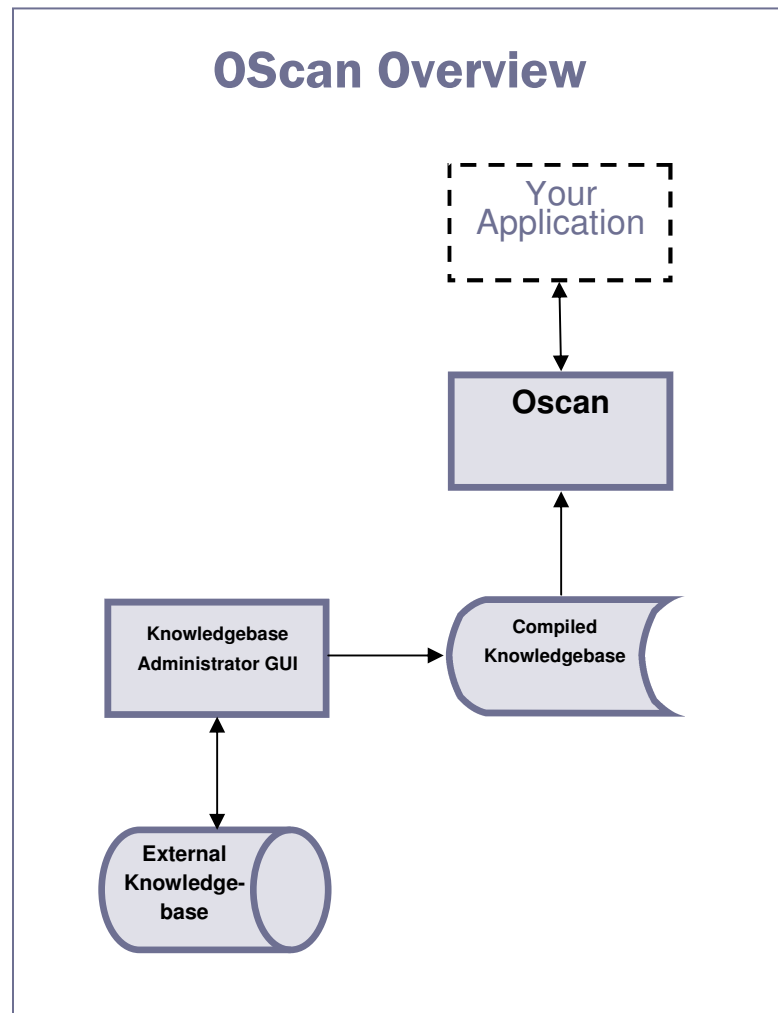 OScan Overview
Your
Application
Oscan
Knowledgebase
Administrator GUI
Compiled
Knowledgebase
External
Knowledge-
base